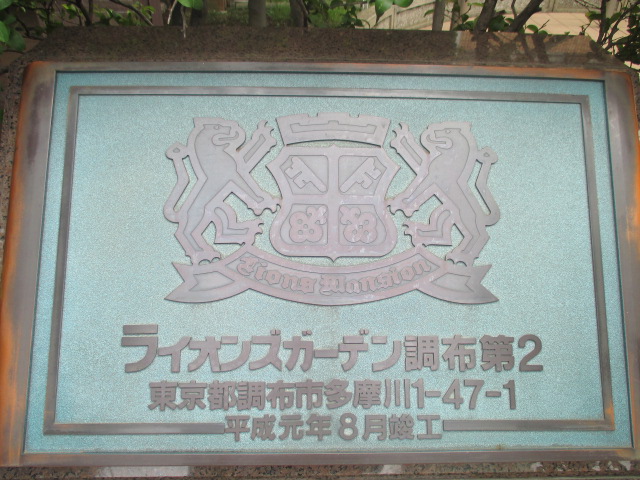 Lions Mansion
ライオンズガーデン調布第2
東京都調布市多摩川1-47-1
平成元年8月竣工